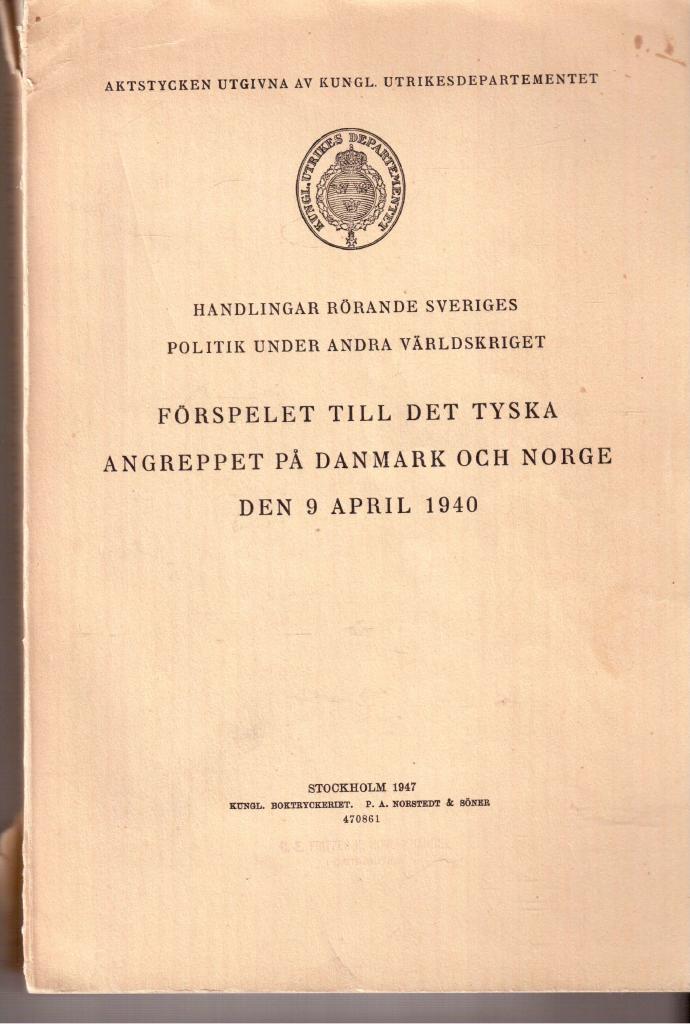 AKTSTYCKEN UTGIVNA AV KUNGL. UTRIKESDEPARTEMENTET
KUNGL. UTRIKES DEPARTEMENTET
HANDLINGAR RÖRANDE SVERIGES
POLITIK UNDER ANDRA VÄRLDSKRIGET
FÖRSPELET TILL DET TYSKA
ANGREPPET PÅ DANMARK OCH NORGE
DEN 9 APRIL 1940
STOCKHOLM 1947
KUNGL. BOKTRYCKERIET. P. A. NORSTEDT & SÖNER
470861